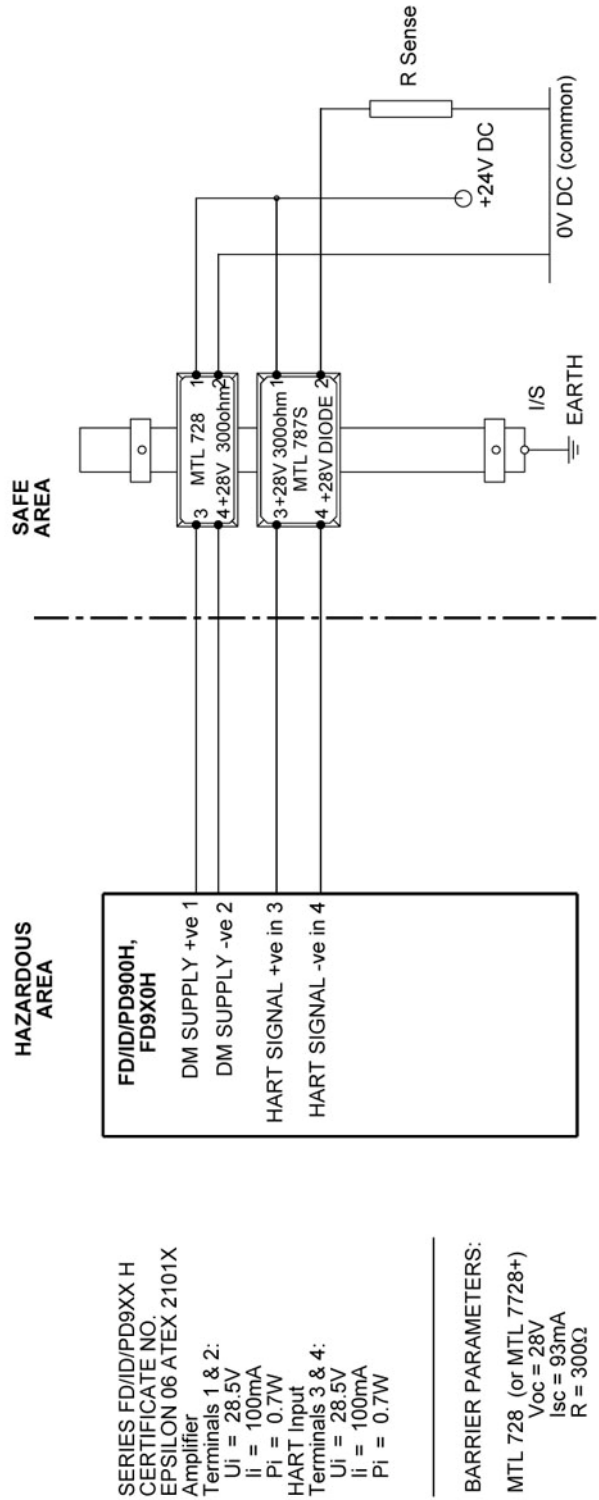 HAZARDOUS
AREA
SAFE
AREA
SERIES FD/ID/PD9XX H
CERTIFICATE NO.
EPSILON 06 ATEX 2101X
Amplifier
Terminals 1 & 2:
Ui = 28.5V
Ii = 100mA
Pi = 0.7W
HART Input
Terminals 3 & 4:
Ui = 28.5V
Ii = 100mA
Pi = 0.7W
BARRIER PARAMETERS:
MTL 728 (or MTL 7728+)
Voc = 28V
Isc = 93mA
R = 300Ω
FD/ID/PD900H,
FD9X0H
DM SUPPLY +ve 1
DM SUPPLY -ve 2
HART SIGNAL +ve in 3
HART SIGNAL -ve in 4
3 MTL 728 1
4 +28V 300ohm 2
3 +28V 300ohm 1
MTL 787S
4 +28V DIODE 2
I/S
EARTH
+24V DC
R Sense
0V DC (common)